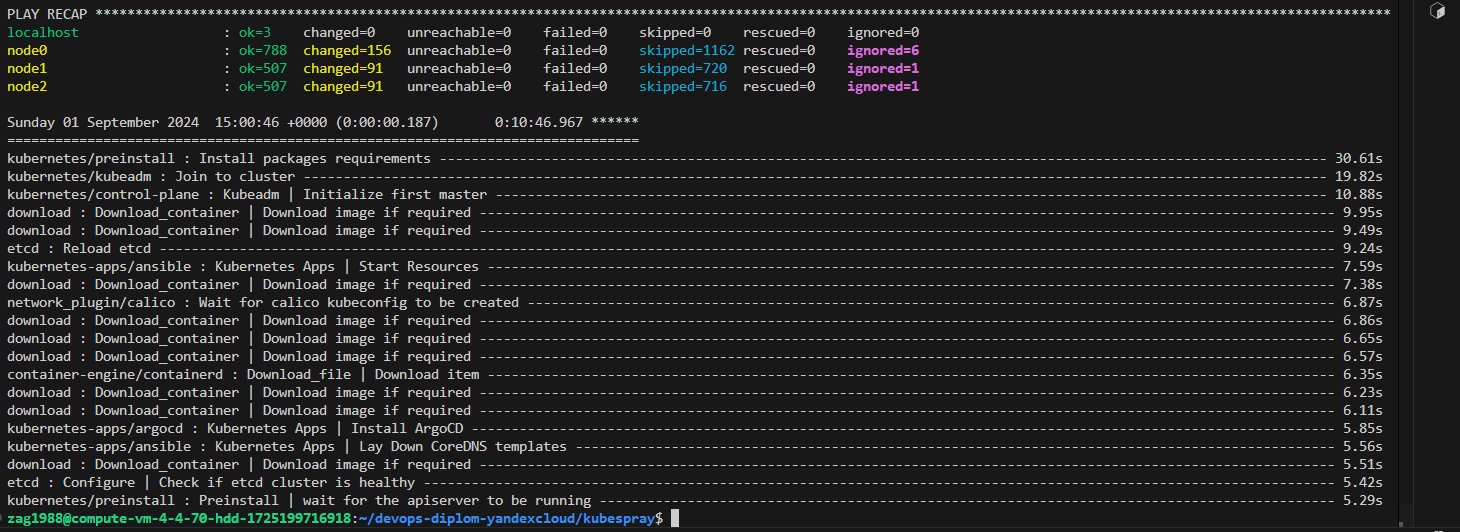 PLAY RECAP *******************************************************************************************************************************************************************
localhost                  : ok=3    changed=0    unreachable=0    failed=0    skipped=0    rescued=0    ignored=0
node0                      : ok=788  changed=156  unreachable=0    failed=0    skipped=1162 rescued=0    ignored=6
node1                      : ok=507  changed=91   unreachable=0    failed=0    skipped=720  rescued=0    ignored=1
node2                      : ok=507  changed=91   unreachable=0    failed=0    skipped=716  rescued=0    ignored=1
Sunday 01 September 2024  15:00:46 +0000 (0:00:00.187)       0:10:46.967 ******
===============================================================================
kubernetes/preinstall : Install packages requirements --------------------------------------------------------------------------------------------------------------- 30.61s
kubernetes/kubeadm : Join to cluster -------------------------------------------------------------------------------------------------------------------------------- 19.82s
kubernetes/control-plane : Kubeadm | Initialize first master -------------------------------------------------------------------------------------------------------- 10.88s
download : Download_container | Download image if required ----------------------------------------------------------------------------------------------------------- 9.95s
download : Download_container | Download image if required ----------------------------------------------------------------------------------------------------------- 9.49s
etcd : Reload etcd --------------------------------------------------------------------------------------------------------------------------------------------------- 9.24s
kubernetes-apps/ansible : Kubernetes Apps | Start Resources ---------------------------------------------------------------------------------------------------------- 7.59s
download : Download_container | Download image if required ----------------------------------------------------------------------------------------------------------- 7.38s
network_plugin/calico : Wait for calico kubeconfig to be created ----------------------------------------------------------------------------------------------------- 6.87s
download : Download_container | Download image if required ----------------------------------------------------------------------------------------------------------- 6.86s
download : Download_container | Download image if required ----------------------------------------------------------------------------------------------------------- 6.65s
download : Download_container | Download image if required ----------------------------------------------------------------------------------------------------------- 6.57s
container-engine/containerd : Download_file | Download item ---------------------------------------------------------------------------------------------------------- 6.35s
download : Download_container | Download image if required ----------------------------------------------------------------------------------------------------------- 6.23s
download : Download_container | Download image if required ----------------------------------------------------------------------------------------------------------- 6.11s
kubernetes-apps/argocd : Kubernetes Apps | Install ArgoCD ------------------------------------------------------------------------------------------------------------ 5.85s
kubernetes-apps/ansible : Kubernetes Apps | Lay Down CoreDNS templates ----------------------------------------------------------------------------------------------- 5.56s
download : Download_container | Download image if required ----------------------------------------------------------------------------------------------------------- 5.51s
etcd : Configure | Check if etcd cluster is healthy ------------------------------------------------------------------------------------------------------------------ 5.42s
kubernetes/preinstall : Preinstall | wait for the apiserver to be running -------------------------------------------------------------------------------------------- 5.29s
zag1988@compute-vm-4-4-70-hdd-1725199716918:~/devops-diplom-yandexcloud/kubespray$